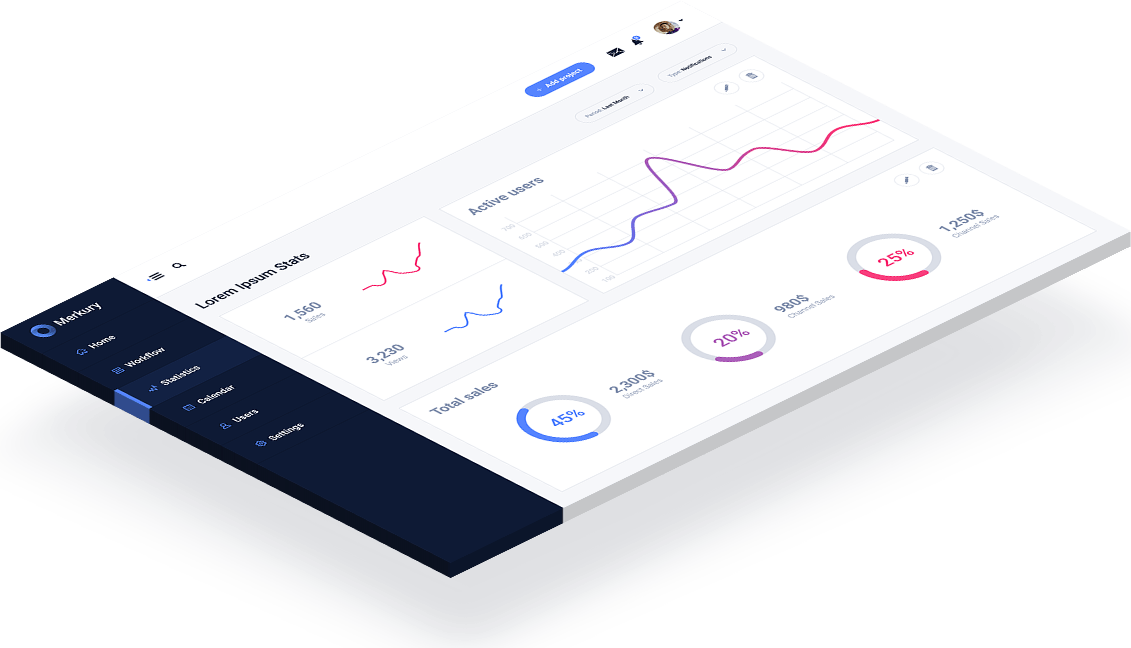 Merkury
Home
Workflow
Statistics
Calendar
Users
Settings
+ Add project
Lorem Ipsum Stats
Period: Last Month
Type: Notifications
1,560
Sales
3,230
Views
Active users
700
600
500
400
200
100
Total sales
45%
2,300$
Direct Sales
20%
980$
Channel Sales
25%
1,250$
Channel Sales